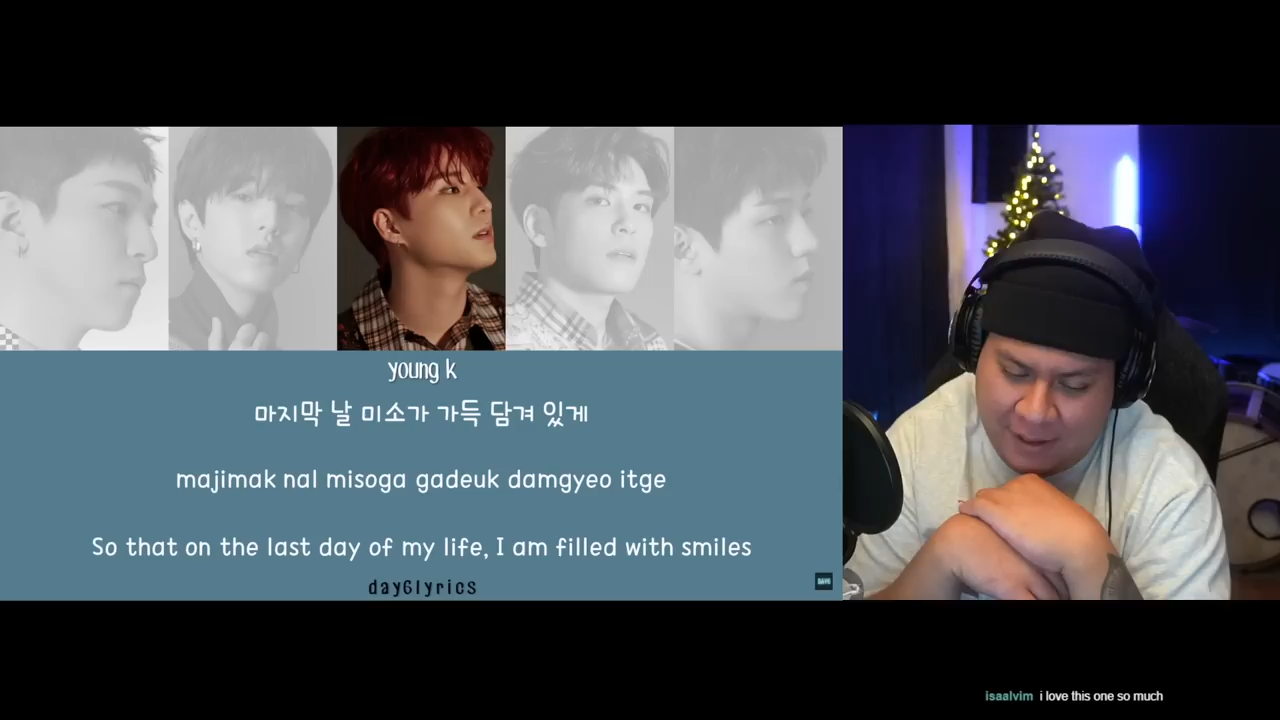 young k
마지막 날 미소가 가득 담겨 있게
majimak nal misoga gadeuk damgyeo itge
So that on the last day of my life, I am filled with smiles
day6lyrics
DAY6
isaalvim i love this one so much